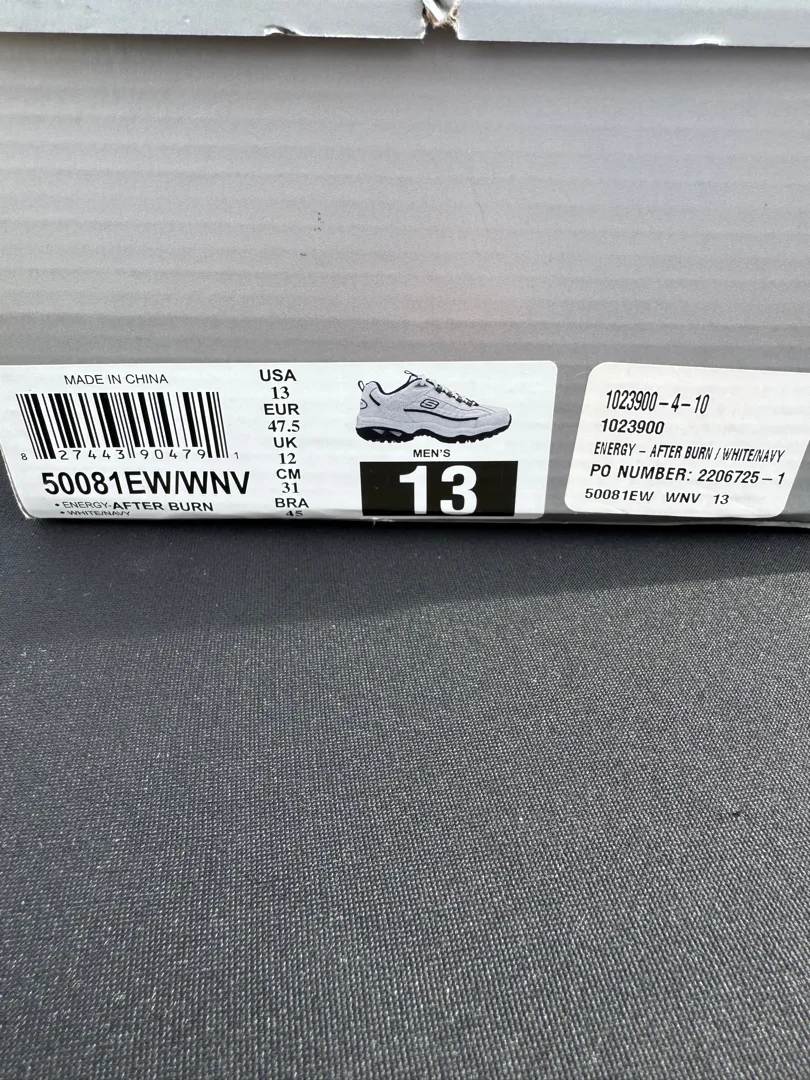 MADE IN CHINA
8 27443 90479 1
50081EW/WNV
• ENERGY-AFTER BURN
• WHITE/NAVY
USA
13
EUR
47.5
UK
12
CM
31
BRA
45
S
MEN'S
13
1023900-4-10
1023900
ENERGY - AFTER BURN / WHITE/NAVY
PO NUMBER: 2206725-1
50081EW WNV 13